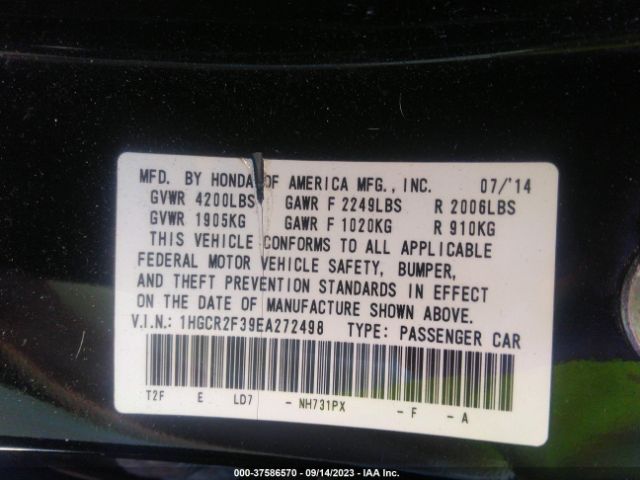 MFD. BY HONDA OF AMERICA MFG., INC. 07/'14
GVWR 4200LBS GAWR F 2249LBS R 2006LBS
GVWR 1905KG GAWR F 1020KG R 910KG
THIS VEHICLE CONFORMS TO ALL APPLICABLE
FEDERAL MOTOR VEHICLE SAFETY, BUMPER,
AND THEFT PREVENTION STANDARDS IN EFFECT
ON THE DATE OF MANUFACTURE SHOWN ABOVE.
V.I.N.: 1HGCR2F39EA272498 TYPE: PASSENGER CAR
T2F E LD7 - NH731PX - F - A
000-37586570 - 09/14/2023 - IAA Inc.